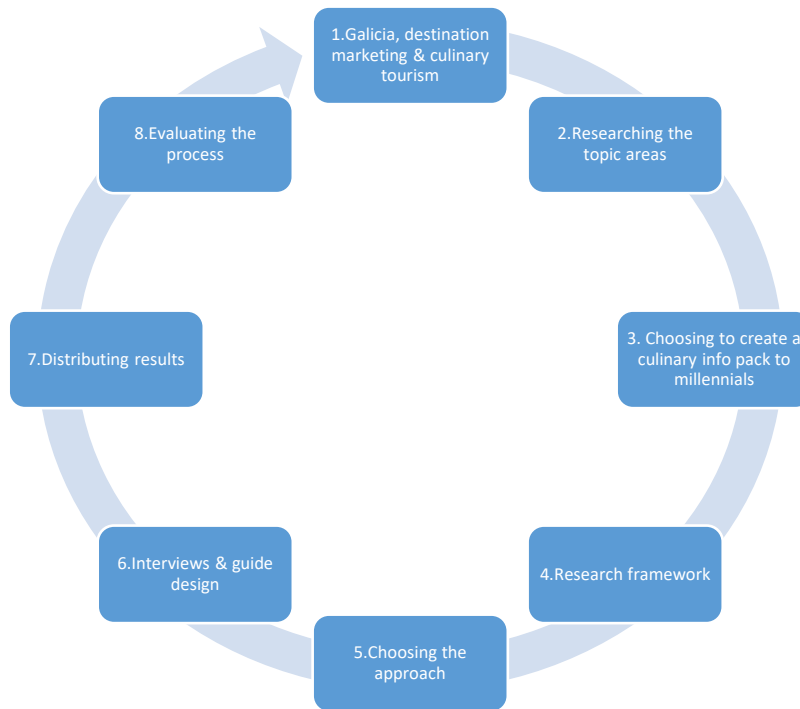 1.Galicia, destination
marketing & culinary
tourism
2.Researching the
topic areas
3. Choosing to create a
culinary info pack to
millennials
4.Research framework
5.Choosing the
approach
6.Interviews & guide
design
7.Distributing results
8.Evaluating the
process